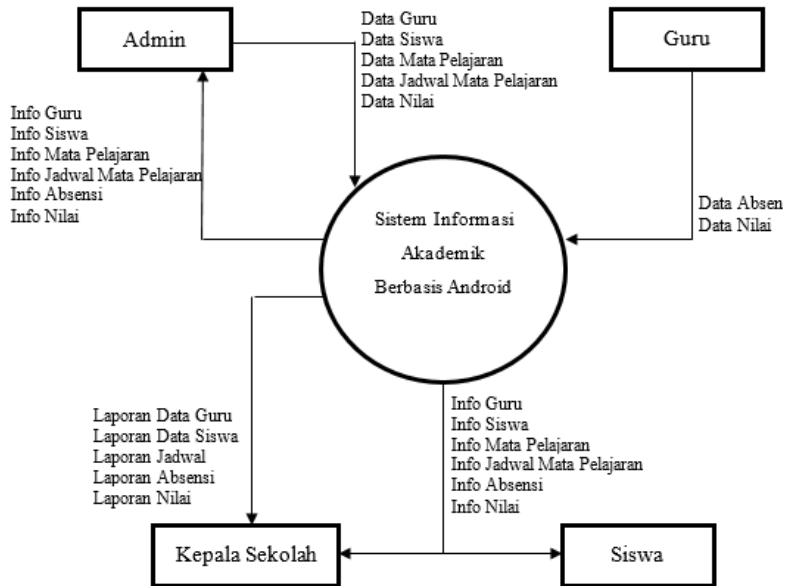 Admin
Data Guru
Data Siswa
Data Mata Pelajaran
Data Jadwal Mata Pelajaran
Data Nilai
Guru
Info Guru
Info Siswa
Info Mata Pelajaran
Info Jadwal Mata Pelajaran
Info Absensi
Info Nilai
Sistem Informasi
Akademik
Berbasis Android
Data Absen
Data Nilai
Laporan Data Guru
Laporan Data Siswa
Laporan Jadwal
Laporan Absensi
Laporan Nilai
Info Guru
Info Siswa
Info Mata Pelajaran
Info Jadwal Mata Pelajaran
Info Absensi
Info Nilai
Kepala Sekolah
Siswa